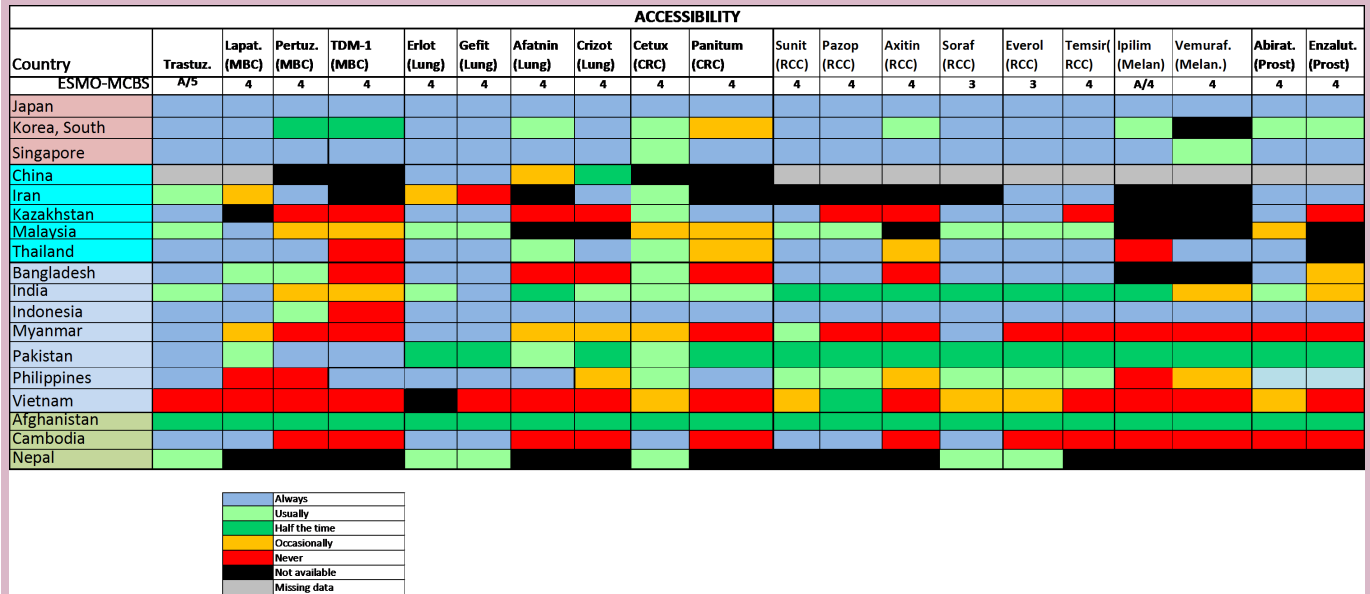 ACCESSIBILITY
Country Trastuz. Lapat. (MBC) Pertuz. (MBC) TDM-1 (MBC) Erlot (Lung) Gefit (Lung) Afatnin (Lung) Crizot (Lung) Cetux (CRC) Panitum (CRC) Sunit (RCC) Pazop (RCC) Axitin (RCC) Soraf (RCC) Everol (RCC) Temsir( RCC) Ipilim (Melan) Vemuraf. (Melan.) Abirat. (Prost) Enzalut. (Prost)
ESMO-MCBS A/5 4 4 4 4 4 4 4 4 4 4 4 4 3 3 4 A/4 4 4 4
Japan
Korea, South
Singapore
China
Iran
Kazakhstan
Malaysia
Thailand
Bangladesh
India
Indonesia
Myanmar
Pakistan
Philippines
Vietnam
Afghanistan
Cambodia
Nepal
Always
Usually
Half the time
Occasionally
Never
Not available
Missing data